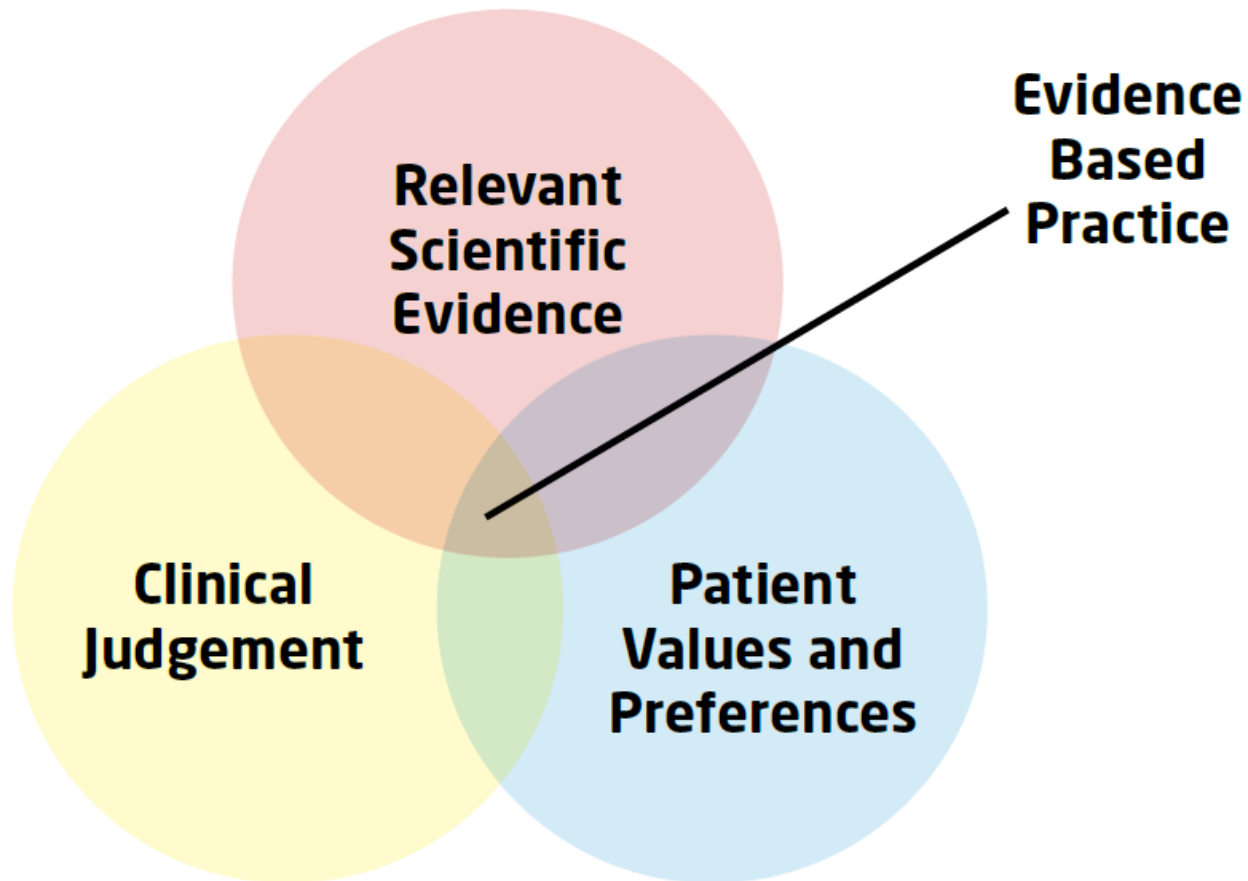 Relevant
Scientific
Evidence
Evidence
Based
Practice
Clinical
Judgement
Patient
Values and
Preferences